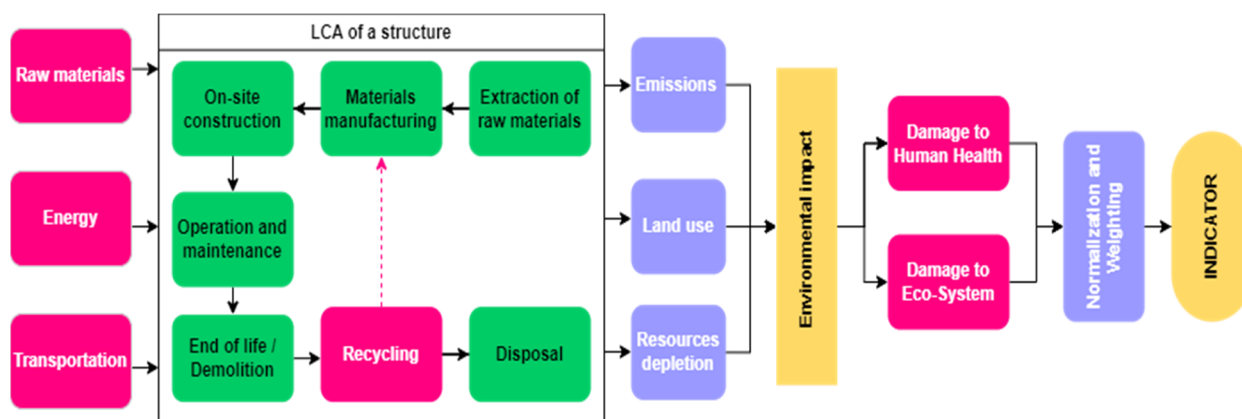 LCA of a structure
Raw materials
Energy
Transportation
On-site
construction
Materials
manufacturing
Extraction of
raw materials
Operation and
maintenance
End of life /
Demolition
Recycling
Disposal
Emissions
Land use
Resources
depletion
Environmental impact
Damage to
Human Health
Damage to
Eco-System
Normalization and
Weighting
INDICATOR